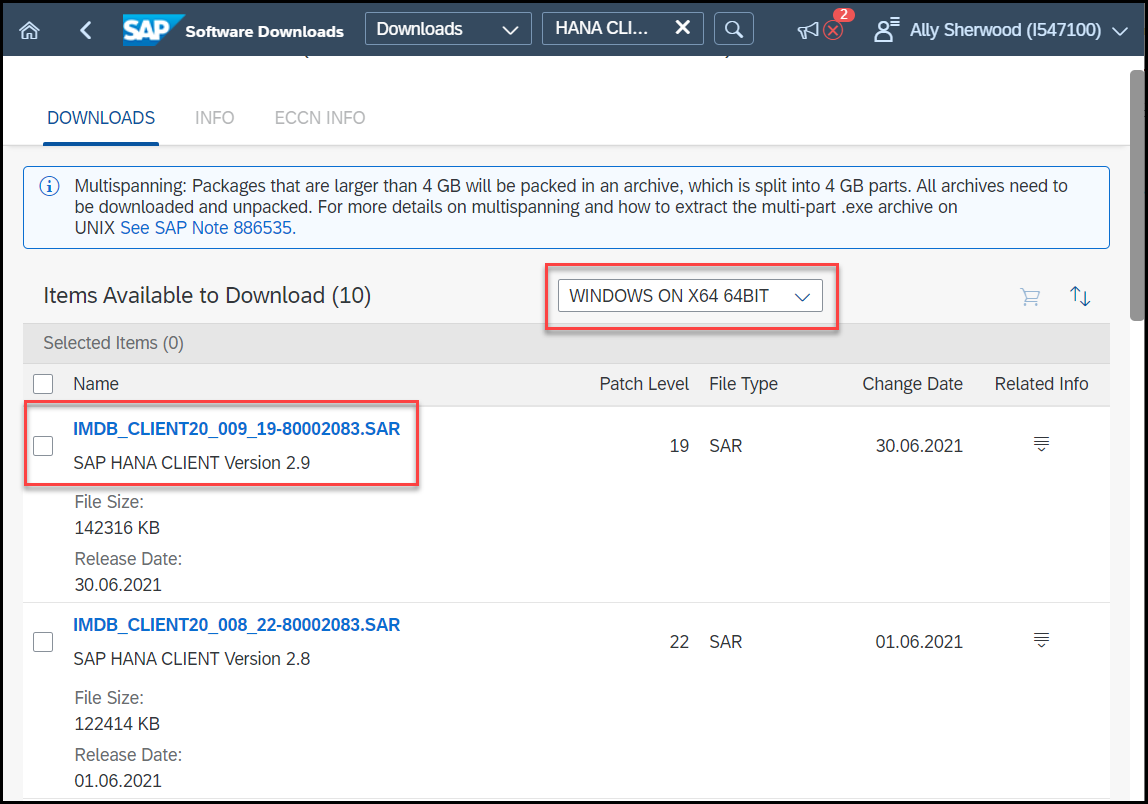 SAP Software Downloads Downloads HANA CLI... 2 Ally Sherwood (I547100)
DOWNLOADS INFO ECCN INFO
Multispanning: Packages that are larger than 4 GB will be packed in an archive, which is split into 4 GB parts. All archives need to
be downloaded and unpacked. For more details on multispanning and how to extract the multi-part .exe archive on
UNIX See SAP Note 886535.
Items Available to Download (10) WINDOWS ON X64 64BIT
Selected Items (0)
Name Patch Level File Type Change Date Related Info
IMDB_CLIENT20_009_19-80002083.SAR
19 SAR 30.06.2021
SAP HANA CLIENT Version 2.9
File Size:
142316 KB
Release Date:
30.06.2021
IMDB_CLIENT20_008_22-80002083.SAR
22 SAR 01.06.2021
SAP HANA CLIENT Version 2.8
File Size:
122414 KB
Release Date:
01.06.2021